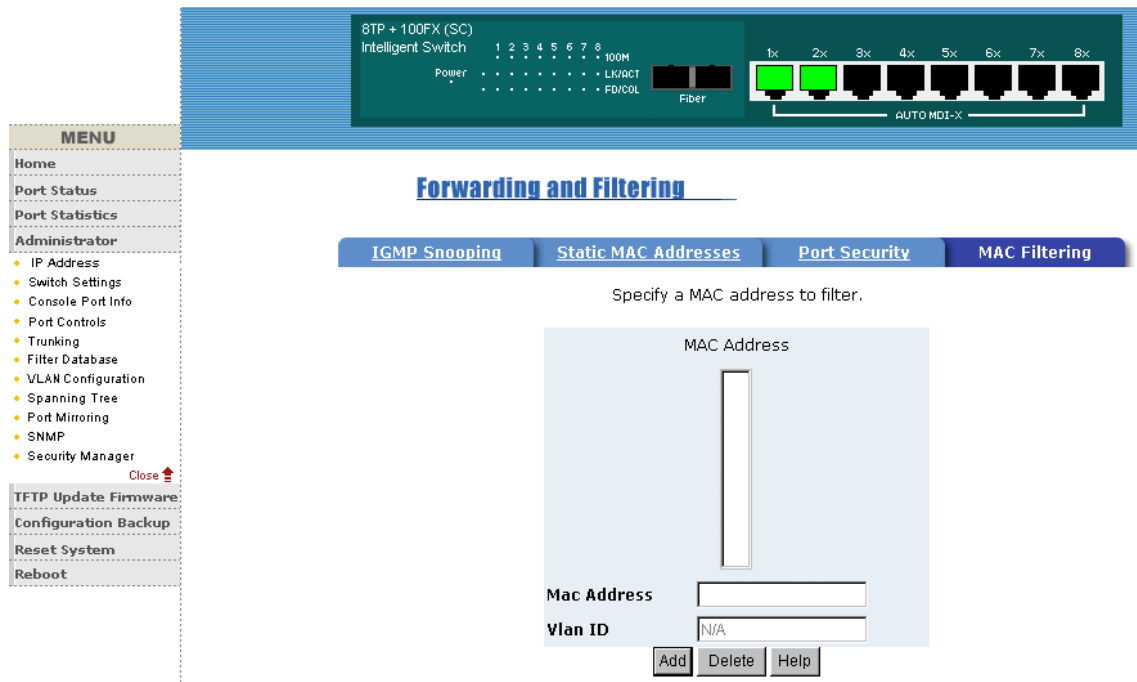 8TP + 100FX (SC)
Intelligent Switch
1 2 3 4 5 6 7 8
100M
Power
LK/ACT
FD/COL
Fiber
1x 2x 3x 4x 5x 6x 7x 8x
AUTO MDI-X
MENU
Home
Port Status
Port Statistics
Administrator
IP Address
Switch Settings
Console Port Info
Port Controls
Trunking
Filter Database
VLAN Configuration
Spanning Tree
Port Mirroring
SNMP
Security Manager
Close
TFTP Update Firmware
Configuration Backup
Reset System
Reboot
Forwarding and Filtering
IGMP Snooping Static MAC Addresses Port Security MAC Filtering
Specify a MAC address to filter.
MAC Address
Mac Address
Vlan ID N/A
Add Delete Help